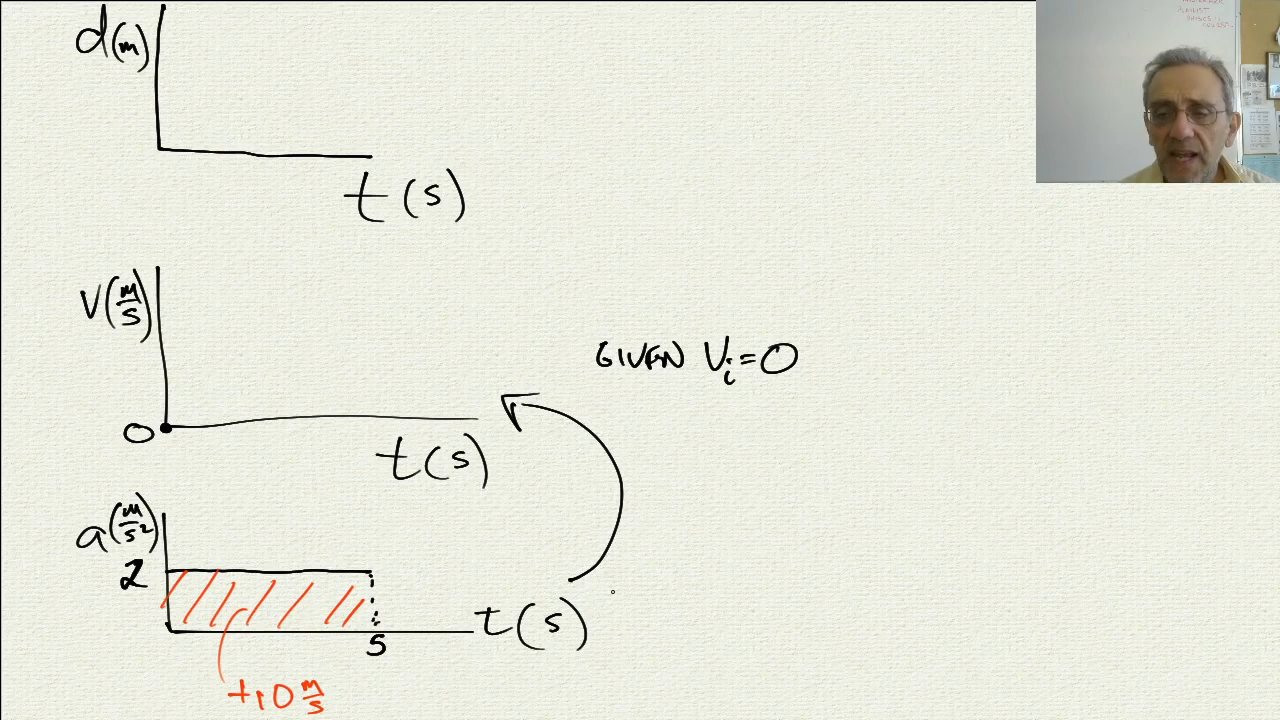 d(m)
t(s)
V(m/s)
GIVEN Vi=0
0
t(s)
a(m/s²)
2
t(s)
5
+10 m/s